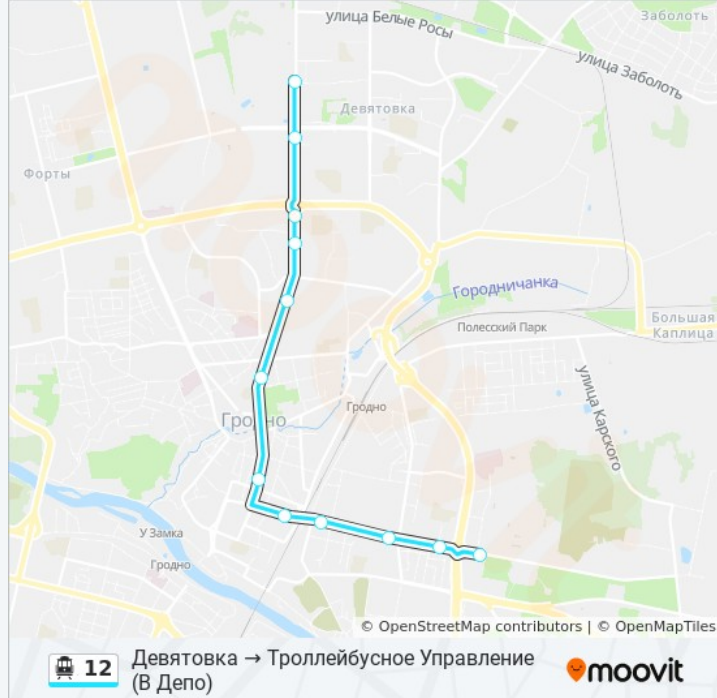 улица Белые Росы
Заболоть
улица Заболоть
Девятовка
Форты
Городничанка
Большая
Каплица
Полесский Парк
улица Карского
Гродно
Гродно
У Замка
Гродно
© OpenStreetMap contributors | © OpenMapTiles
12
Девятовка → Троллейбусное Управление
(В Депо)
moovit